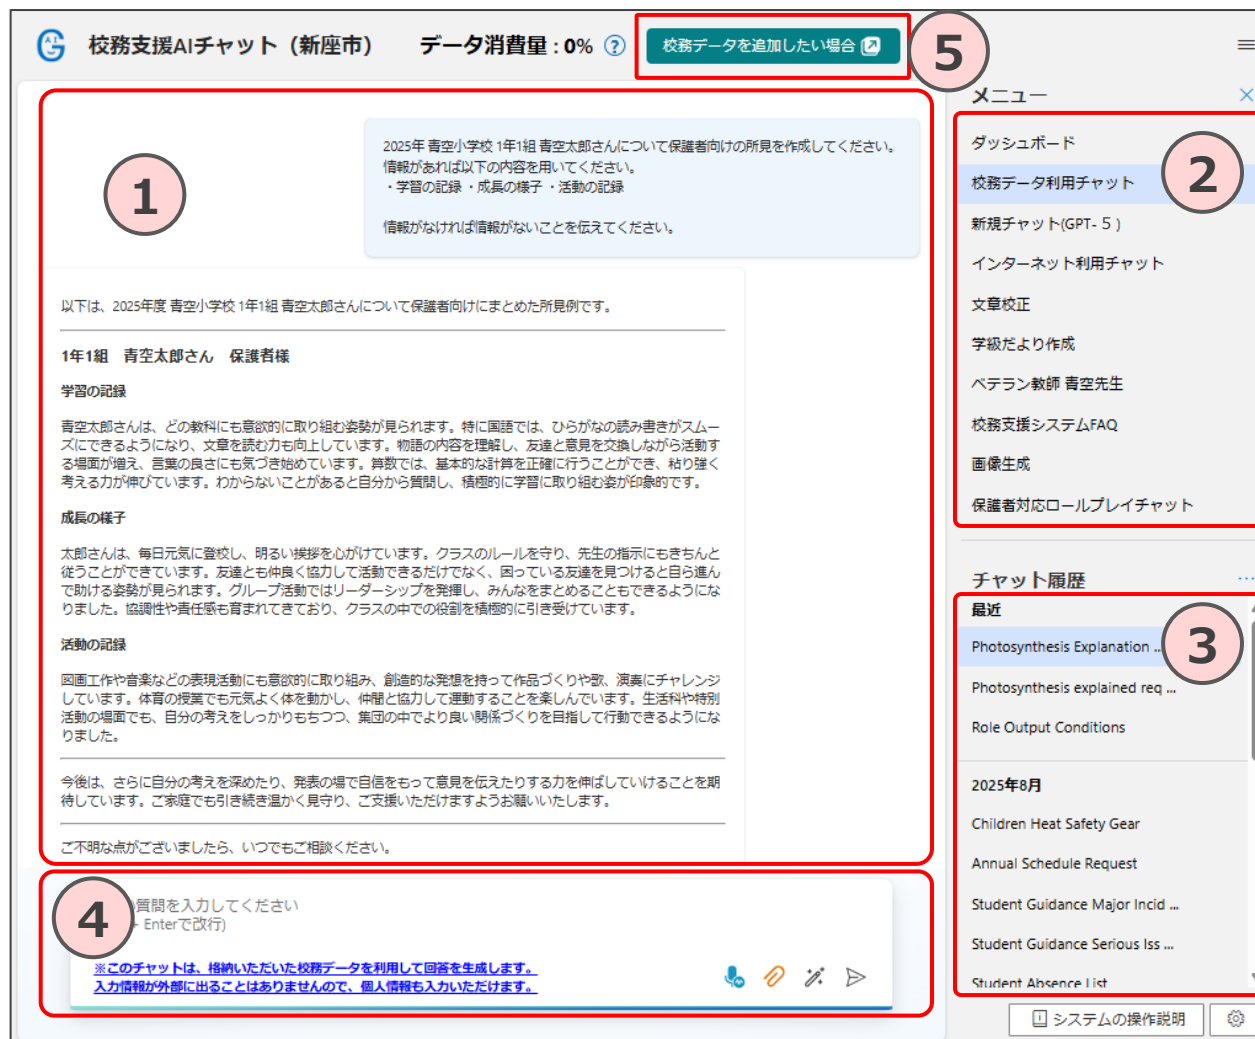 校務支援AIチャット（新座市）
データ消費量 : 0%
?
校務データを追加したい場合
5
1
2025年 青空小学校 1年1組 青空太郎さんについて保護者向けの所見を作成してください。
情報があれば以下の内容を用いてください。
・学習の記録 ・成長の様子 ・活動の記録
情報がなければ情報がないことを伝えてください。
以下は、2025年度 青空小学校 1年1組 青空太郎さんについて保護者向けにまとめた所見例です。
1年1組　青空太郎さん　保護者様
学習の記録
青空太郎さんは、どの教科にも意欲的に取り組む姿勢が見られます。特に国語では、ひらがなの読み書きがスムー
ズにできるようになり、文章を読む力も向上しています。物語の内容を理解し、友達と意見を交換しながら活動す
る場面が増え、言葉の良さにも気づき始めています。算数では、基本的な計算を正確に行うことができ、粘り強く
考える力が伸びています。わからないことがあると自分から質問し、積極的に学習に取り組む姿が印象的です。
成長の様子
太郎さんは、毎日元気に登校し、明るい挨拶を心がけています。クラスのルールを守り、先生の指示にもきちんと
従うことができています。友達とも仲良く協力して活動できるだけでなく、困っている友達を見つけると自ら進ん
で助ける姿勢が見られます。グループ活動ではリーダーシップを発揮し、みんなをまとめることもできるようにな
りました。協調性や責任感も育まれてきており、クラスの中での役割を積極的に引き受けています。
活動の記録
図画工作や音楽などの表現活動にも意欲的に取り組み、創造的な発想を持って作品づくりや歌、演奏にチャレンジ
しています。体育の授業でも元気よく体を動かし、仲間と協力して運動することを楽しんでいます。生活科や特別
活動の場面でも、自分の考えをしっかりもちつつ、集団の中でより良い関係づくりを目指して行動できるようにな
りました。
今後は、さらに自分の考えを深めたり、発表の場で自信をもって意見を伝えたりする力を伸ばしていけることを期
待しています。ご家庭でも引き続き温かく見守り、ご支援いただけますようお願いいたします。
ご不明な点がございましたら、いつでもご相談ください。
4
質問を入力してください
Enterで改行)
※このチャットは、格納いただいた校務データを利用して回答を生成します。
入力情報が外部に出ることはありませんので、個人情報も入力いただけます。
メニュー
2
ダッシュボード
校務データ利用チャット
新規チャット(GPT-５)
インターネット利用チャット
文章校正
学級だより作成
ベテラン教師 青空先生
校務支援システムFAQ
画像生成
保護者対応ロールプレイチャット
チャット履歴
...
最近
3
Photosynthesis Explanation ...
Photosynthesis explained req ...
Role Output Conditions
2025年8月
Children Heat Safety Gear
Annual Schedule Request
Student Guidance Major Incid ...
Student Guidance Serious Iss ...
Student Absence List
システムの操作説明